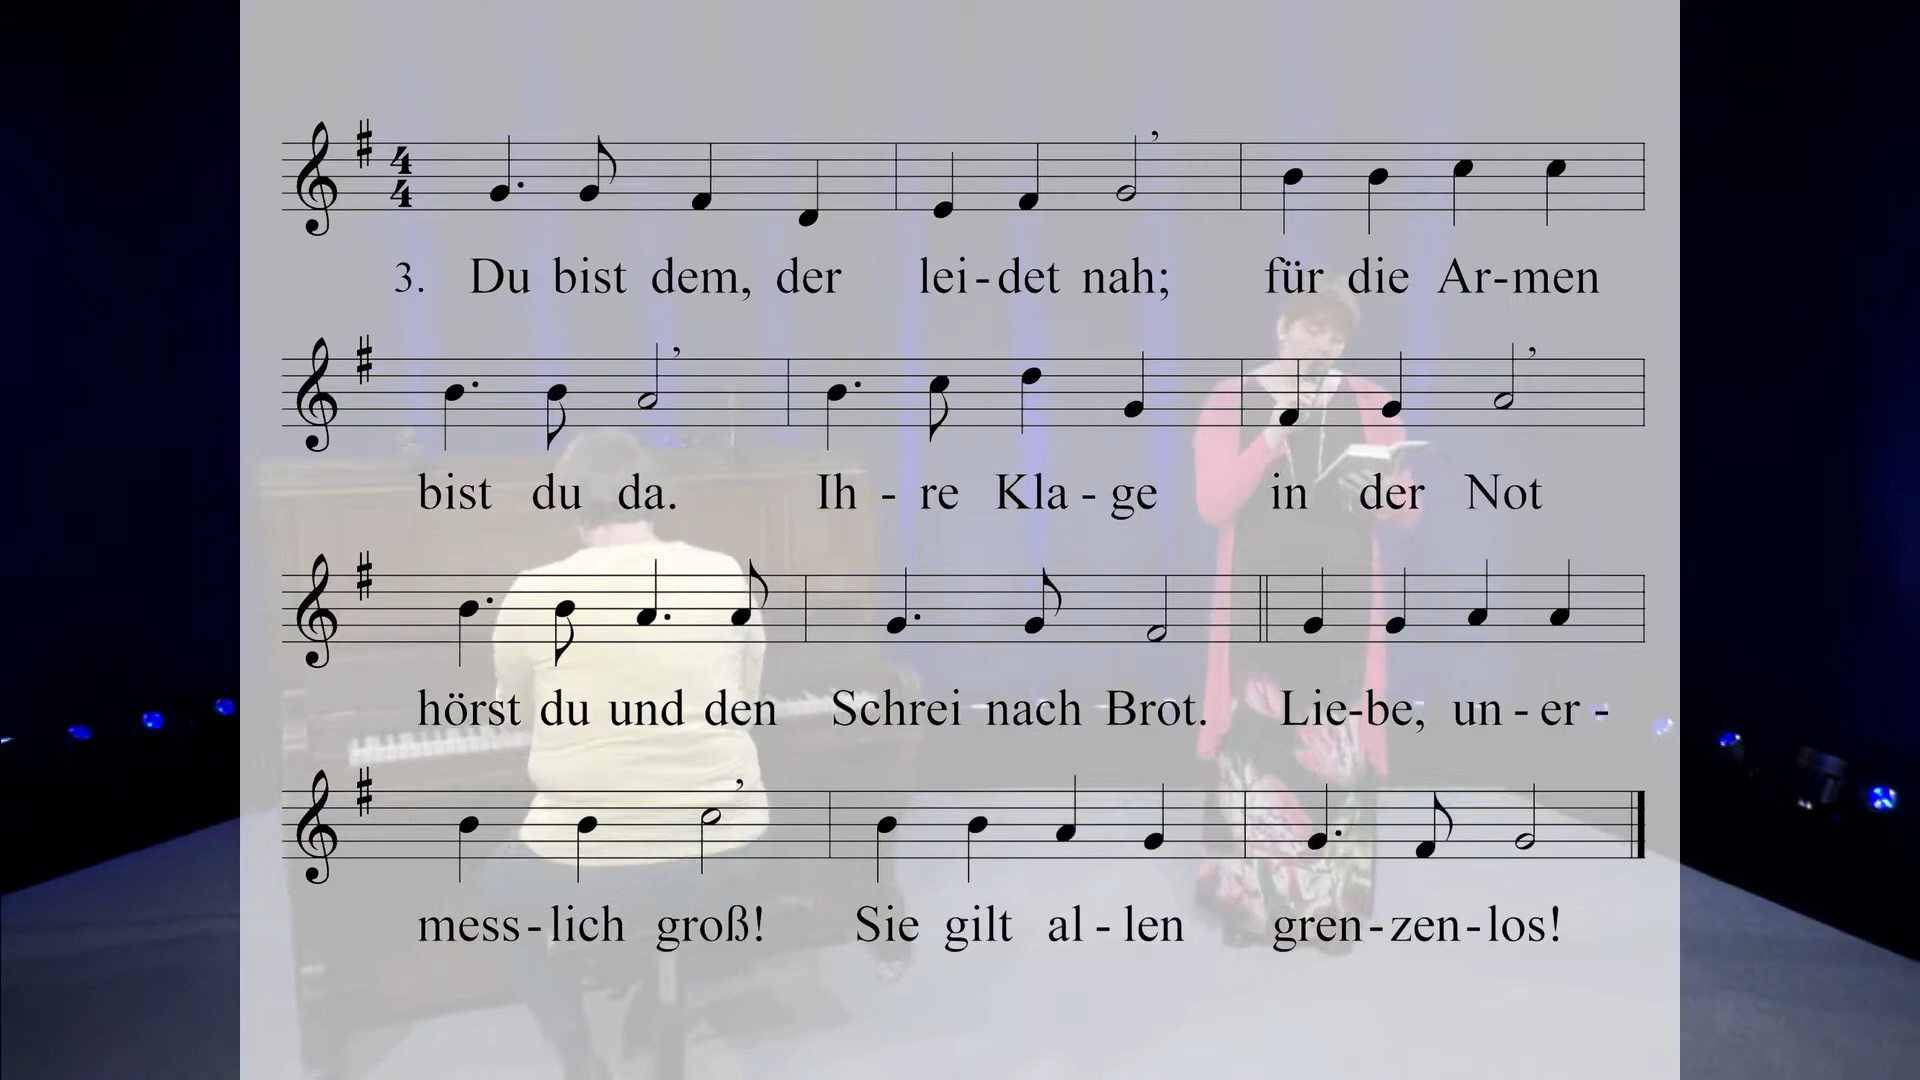 4
4
3. Du bist dem, der lei-det nah; für die Ar-men
bist du da. Ih - re Kla - ge in der Not
hörst du und den Schrei nach Brot. Lie-be, un - er -
mess - lich groß! Sie gilt al - len gren-zen-los!